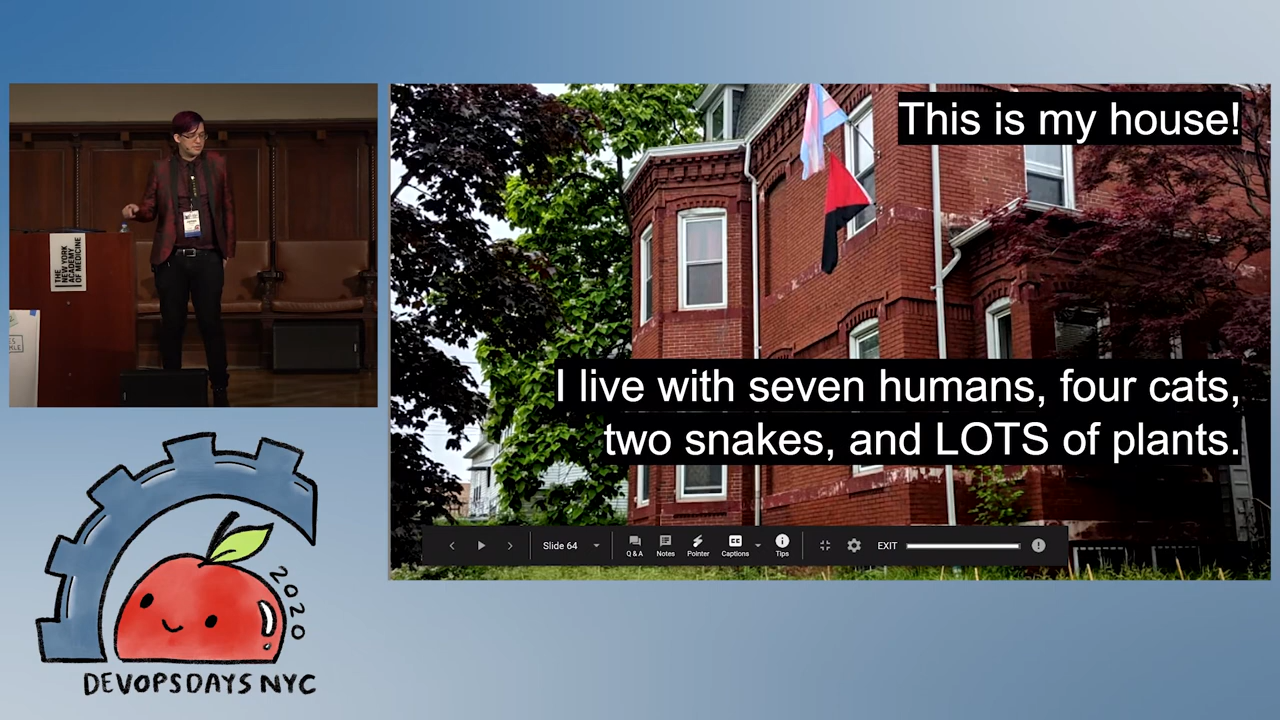 This is my house!
I live with seven humans, four cats,
two snakes, and LOTS of plants.
Slide 64
Q & A
Notes
Pointer
Captions
Tips
EXIT
THE
NEW YORK
ACADEMY
OF MEDICINE
2020
DEVOPSDAYS NYC